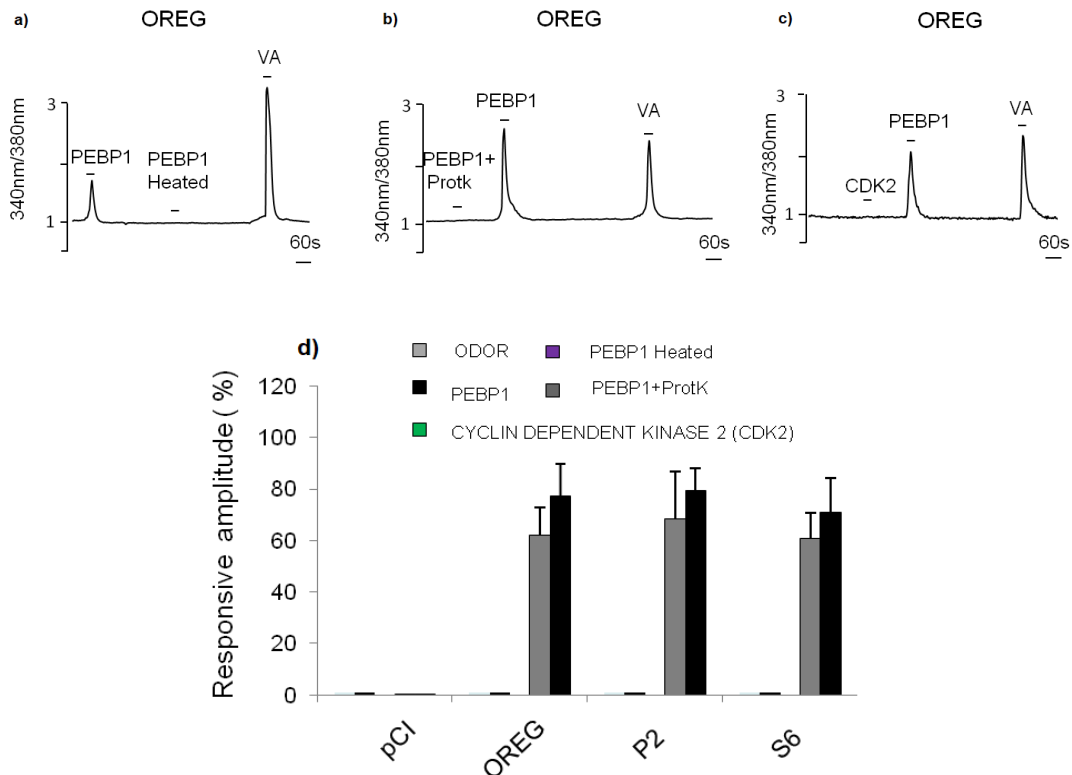 a)
OREG
340nm/380nm
3
1
PEBP1
PEBP1
Heated
VA
60s
b)
OREG
340nm/380nm
3
1
PEBP1+
Protk
PEBP1
VA
60s
c)
OREG
340nm/380nm
3
1
CDK2
PEBP1
VA
60s
d)
ODOR
PEBP1 Heated
PEBP1
PEBP1+ProtK
CYCLIN DEPENDENT KINASE 2 (CDK2)
Responsive amplitude ( %)
120
100
80
60
40
20
0
pCI
OREG
P2
S6